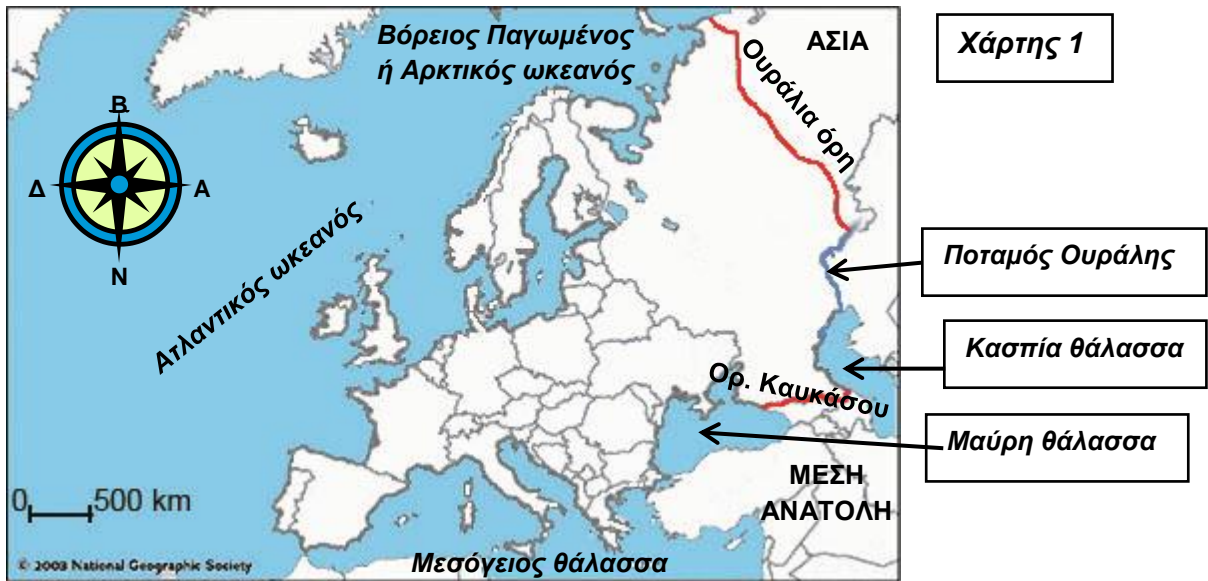 Βόρειος Παγωμένος
ή Αρκτικός ωκεανός
ΑΣΙΑ
Χάρτης 1
Ουράλια όρη
Β
Δ
Α
Ν
Ατλαντικός ωκεανός
Ποταμός Ουράλης
Κασπία θάλασσα
Ορ. Καυκάσου
Μαύρη θάλασσα
ΜΕΣΗ
ΑΝΑΤΟΛΗ
0 500 km
Μεσόγειος θάλασσα
© 2003 National Geographic Society